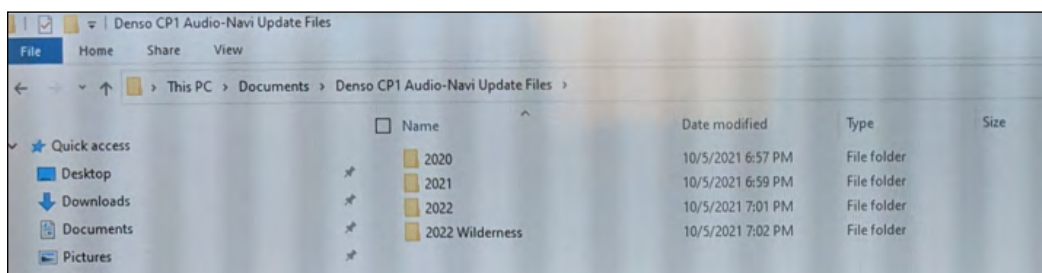 Denso CP1 Audio-Navi Update Files
File Home Share View
This PC > Documents > Denso CP1 Audio-Navi Update Files >
Name Date modified Type Size
Quick access
Desktop
Downloads
Documents
Pictures
2020 10/5/2021 6:57 PM File folder
2021 10/5/2021 6:59 PM File folder
2022 10/5/2021 7:01 PM File folder
2022 Wilderness 10/5/2021 7:02 PM File folder